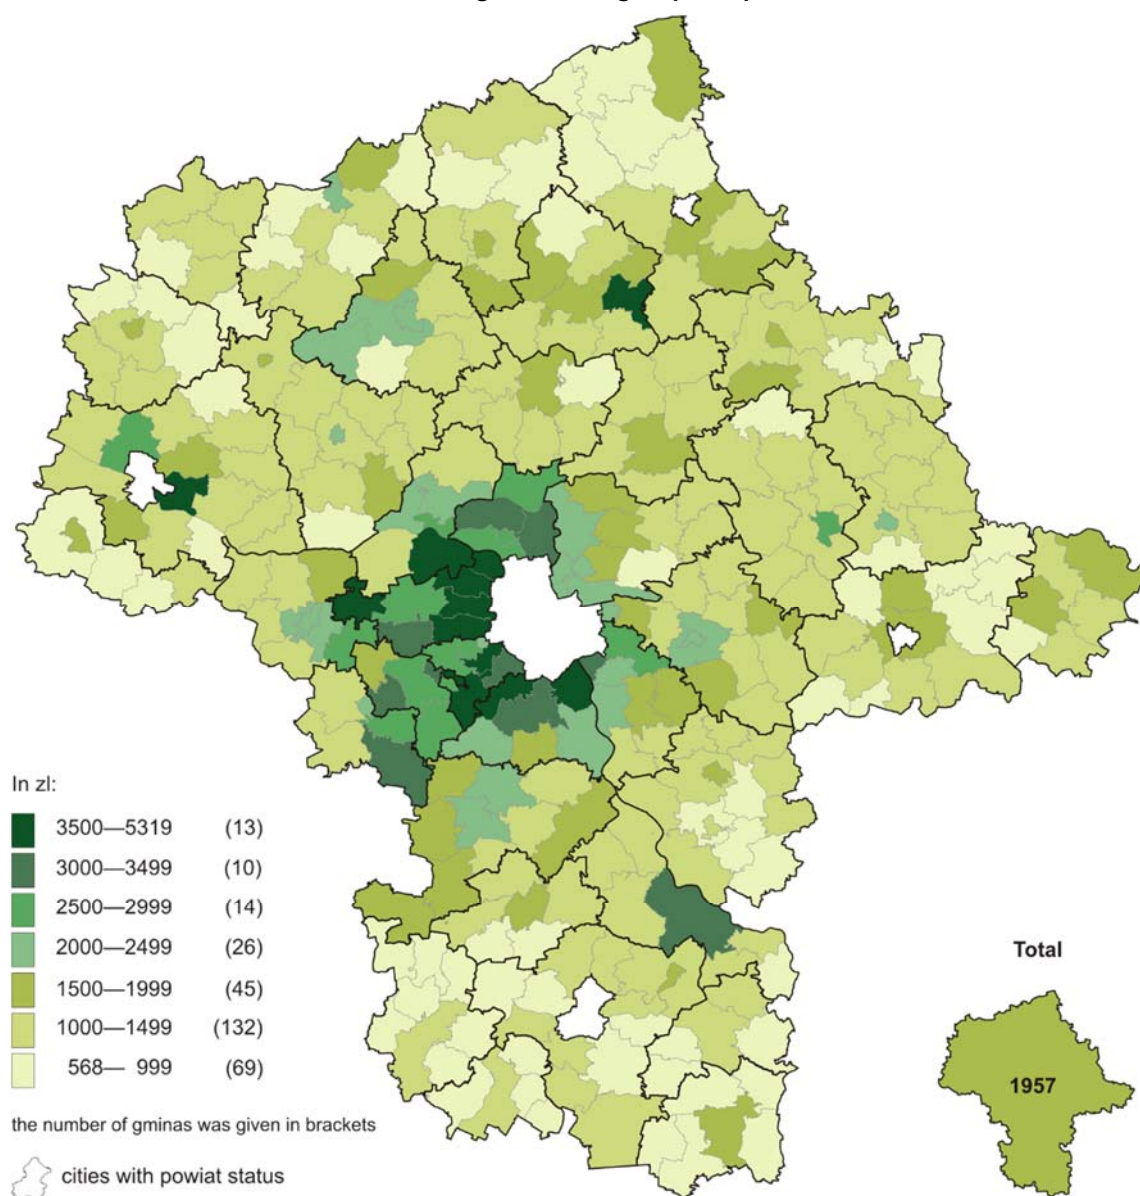 In zl:
3500—5319 (13)
3000—3499 (10)
2500—2999 (14)
2000—2499 (26)
1500—1999 (45)
1000—1499 (132)
568— 999 (69)
the number of gminas was given in brackets
cities with powiat status
Total
1957